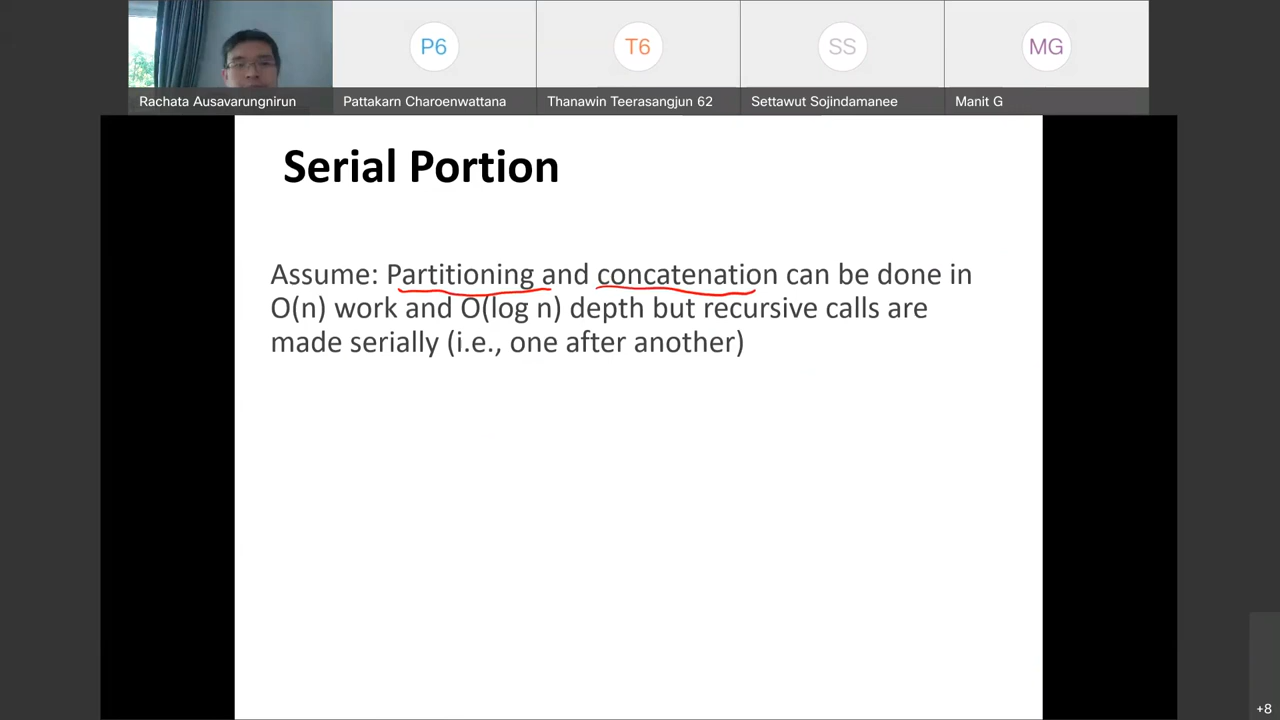 P6
T6
SS
MG
Rachata Ausavarungnirun
Pattakarn Charoenwattana
Thanawin Teerasangjun 62
Settawut Sojindamanee
Manit G
Serial Portion
Assume: Partitioning and concatenation can be done in
O(n) work and O(log n) depth but recursive calls are
made serially (i.e., one after another)
+8